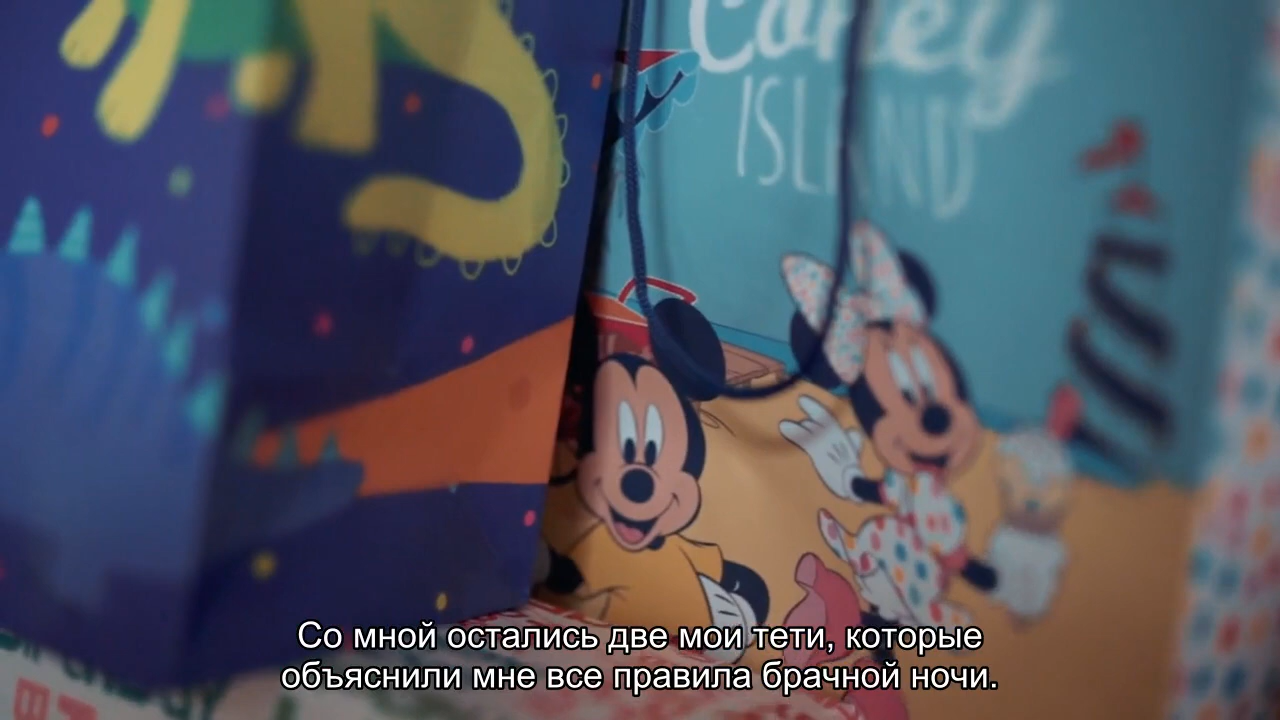 Coney
ISLAND
Со мной остались две мои тети, которые
объяснили мне все правила брачной ночи.